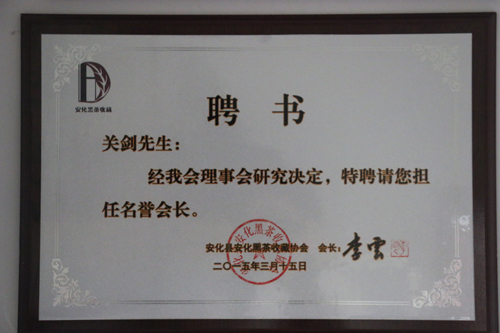 安化黑茶收藏
聘 书
关剑先生：
经我会理事会研究决定，特聘请您担
任名誉会长。
安化县安化黑茶收藏协会 会长：李雲
二〇一五年三月十五日